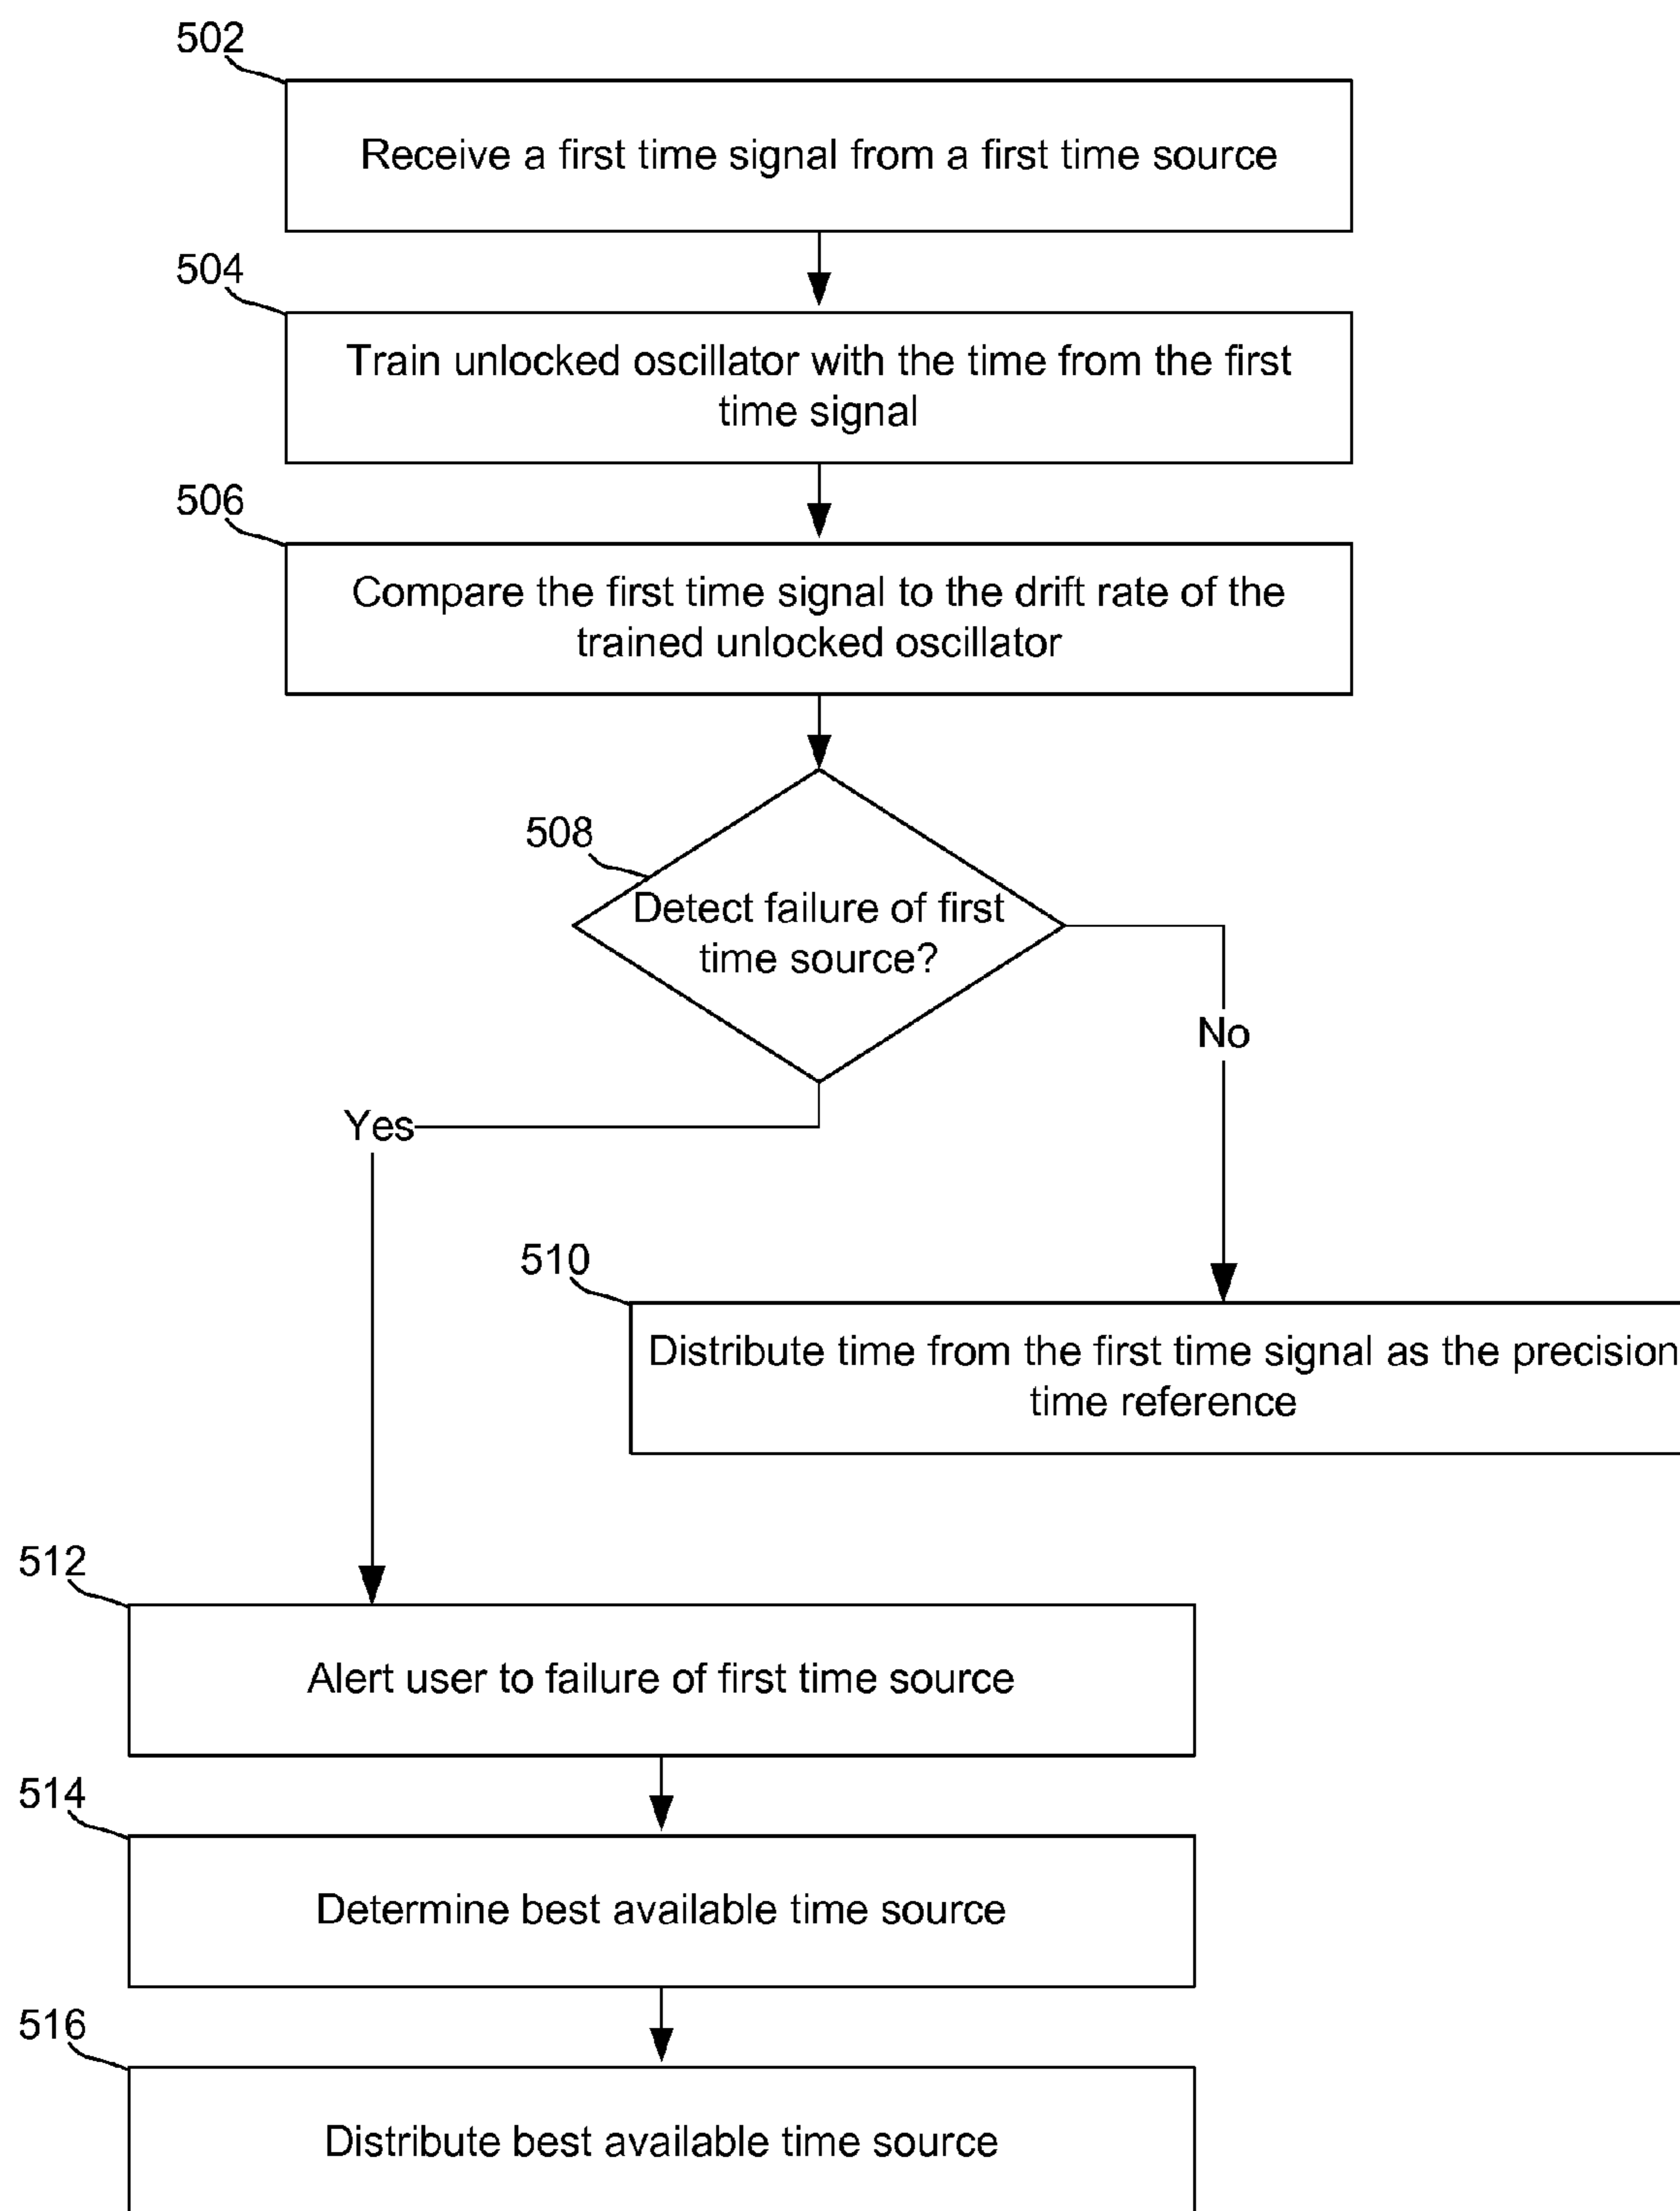 502
Receive a first time signal from a first time source
504
Train unlocked oscillator with the time from the first
time signal
506
Compare the first time signal to the drift rate of the
trained unlocked oscillator
508
Detect failure of first
time source?
No
Yes
510
Distribute time from the first time signal as the precision
time reference
512
Alert user to failure of first time source
514
Determine best available time source
516
Distribute best available time source